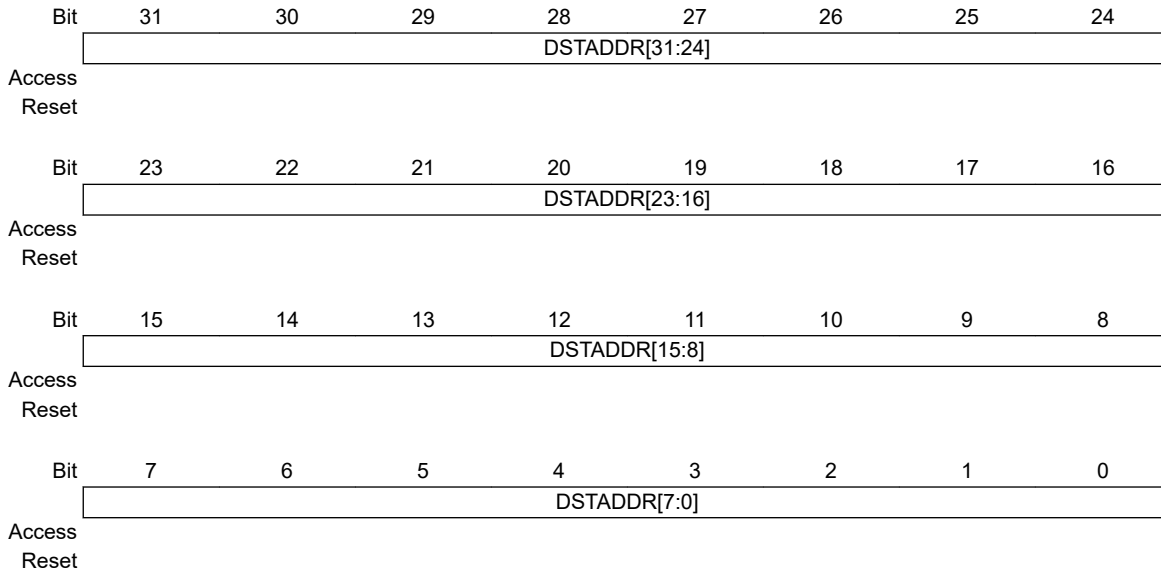 Bit 31 30 29 28 27 26 25 24
DSTADDR[31:24]
Access
Reset
Bit 23 22 21 20 19 18 17 16
DSTADDR[23:16]
Access
Reset
Bit 15 14 13 12 11 10 9 8
DSTADDR[15:8]
Access
Reset
Bit 7 6 5 4 3 2 1 0
DSTADDR[7:0]
Access
Reset